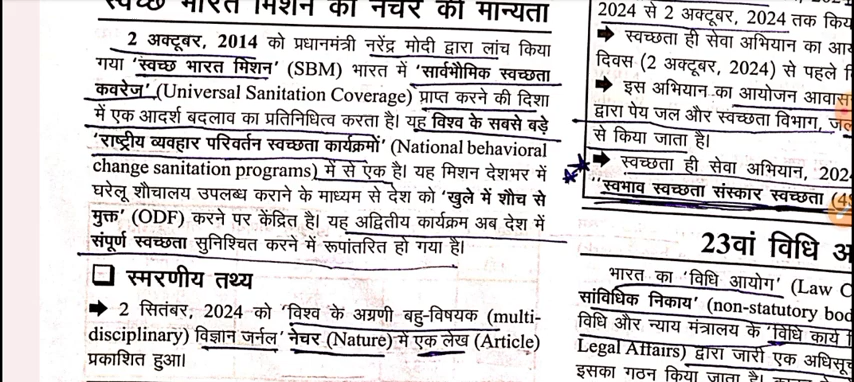 स्वच्छ भारत मिशन को नेचर की मान्यता
2 अक्टूबर, 2014 को प्रधानमंत्री नरेंद्र मोदी द्वारा लांच किया
गया ‘स्वच्छ भारत मिशन’ (SBM) भारत में ‘सार्वभौमिक स्वच्छता
कवरेज’ (Universal Sanitation Coverage) प्राप्त करने की दिशा
में एक आदर्श बदलाव का प्रतिनिधित्व करता है। यह विश्व के सबसे बड़े
‘राष्ट्रीय व्यवहार परिवर्तन स्वच्छता कार्यक्रमों’ (National behavioral
change sanitation programs) में से एक है। यह मिशन देशभर में
घरेलू शौचालय उपलब्ध कराने के माध्यम से देश को ‘खुले में शौच से
मुक्त’ (ODF) करने पर केंद्रित है। यह अद्वितीय कार्यक्रम अब देश में
संपूर्ण स्वच्छता सुनिश्चित करने में रूपांतरित हो गया है।
स्मरणीय तथ्य
➡ 2 सितंबर, 2024 को ‘विश्व के अग्रणी बहु-विषयक (multi-
disciplinary) विज्ञान जर्नल’ नेचर (Nature) में एक लेख (Article)
प्रकाशित हुआ।
2024 से 2 अक्टूबर, 2024 तक किय
➡ स्वच्छता ही सेवा अभियान का आय
दिवस (2 अक्टूबर, 2024) से पहले
➡ इस अभियान का आयोजन आवास
द्वारा पेय जल और स्वच्छता विभाग, जल
से किया जाता है।
➡ स्वच्छता ही सेवा अभियान, 202
‘स्वभाव स्वच्छता संस्कार स्वच्छता (4S
23वां विधि
भारत का ‘विधि आयोग’ (Law C
सांविधिक निकाय’ (non-statutory bod
विधि और न्याय मंत्रालय के ‘विधि कार्य
Legal Affairs) द्वारा जारी एक अधिसू
इसका गठन किया जाता है।